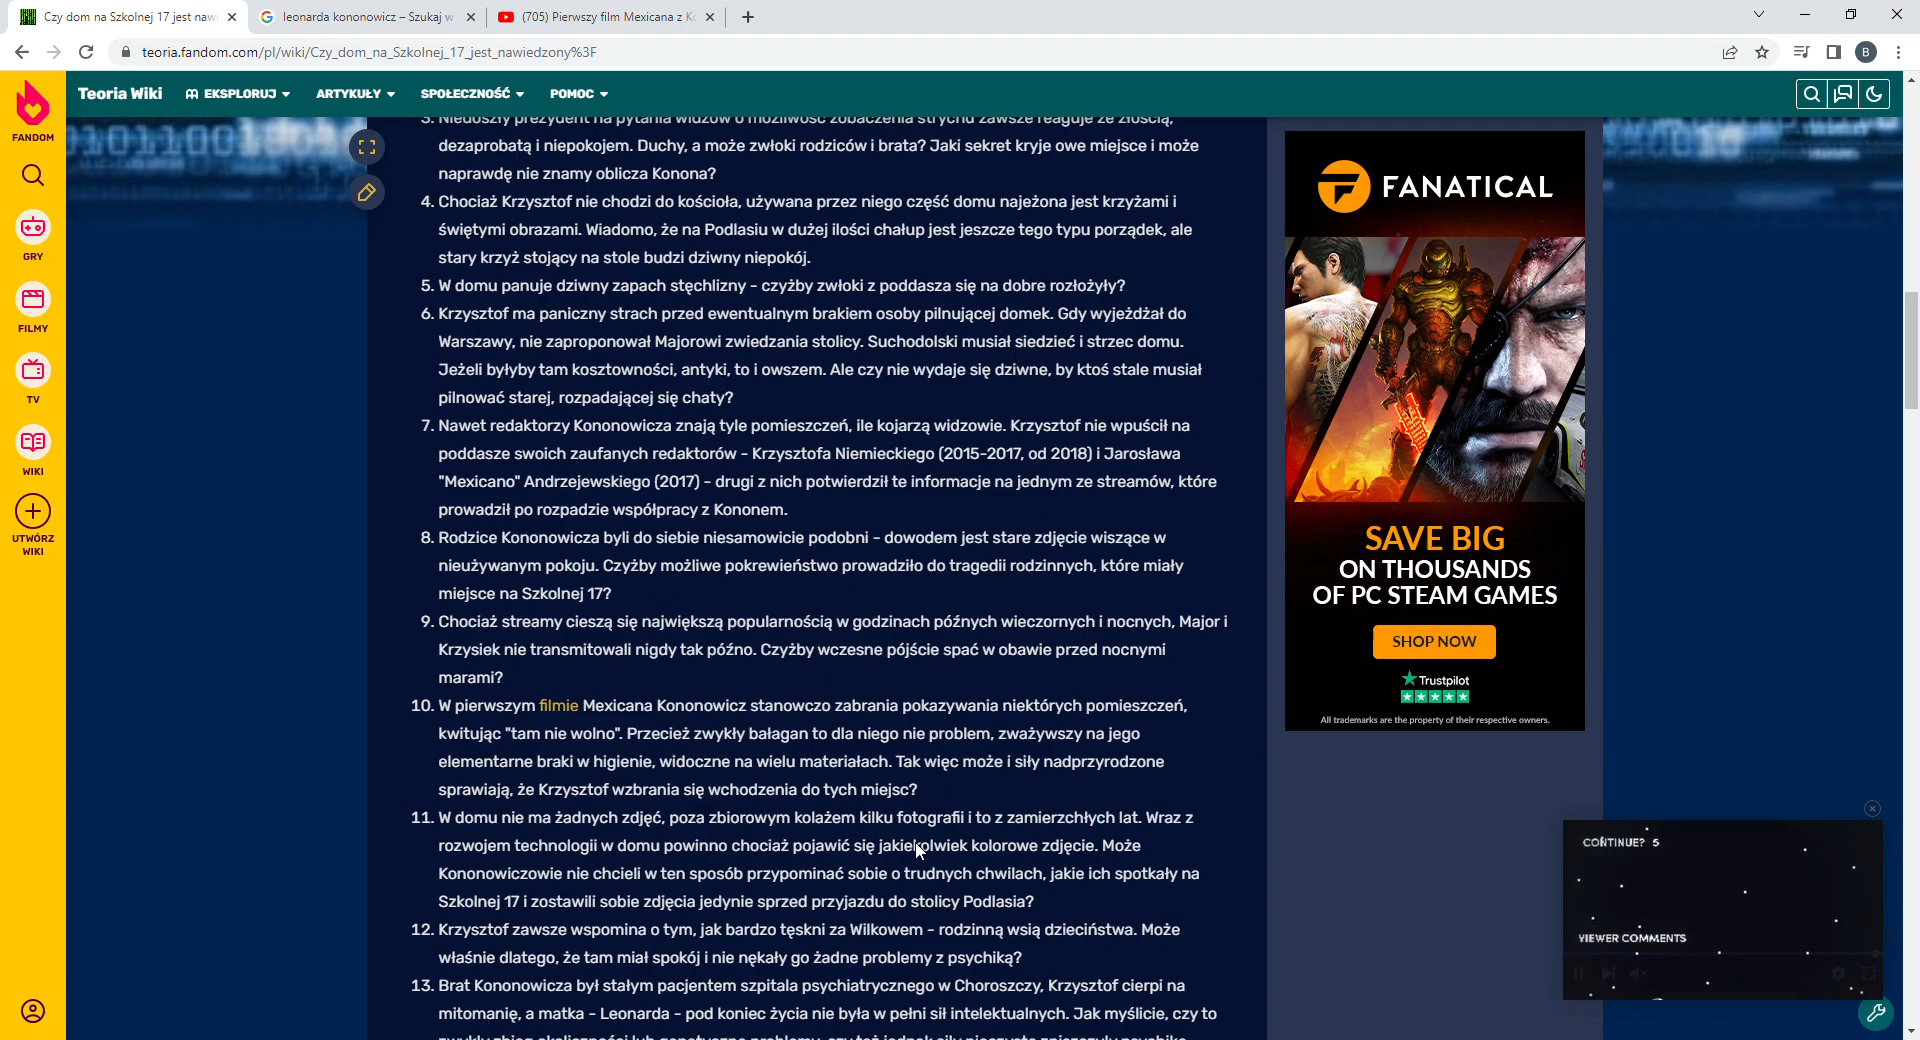 Czy dom na Szkolnej 17 jest naw
leonarda kononowicz – Szukaj w
(705) Pierwszy film Mexicana z Ko
teoria.fandom.com/pl/wiki/Czy_dom_na_Szkolnej_17_jest_nawiedzony%3F
B
FANDOM
GRY
FILMY
TV
WIKI
UTWÓRZ
WIKI
Teoria Wiki
EKSPLORUJ
ARTYKUŁY
SPOŁECZNOŚĆ
POMOC
3. Niedoszły prezydent na pytania widzów o możliwość zobaczenia strychu zawsze reaguje ze złością,
dezaprobatą i niepokojem. Duchy, a może zwłoki rodziców i brata? Jaki sekret kryje owe miejsce i może
naprawdę nie znamy oblicza Konona?
4. Chociaż Krzysztof nie chodzi do kościoła, używana przez niego część domu najeżona jest krzyżami i
świętymi obrazami. Wiadomo, że na Podlasiu w dużej ilości chałup jest jeszcze tego typu porządek, ale
stary krzyż stojący na stole budzi dziwny niepokój.
5. W domu panuje dziwny zapach stęchlizny - czyżby zwłoki z poddasza się na dobre rozłożyły?
6. Krzysztof ma paniczny strach przed ewentualnym brakiem osoby pilnującej domek. Gdy wyjeżdżał do
Warszawy, nie zaproponował Majorowi zwiedzania stolicy. Suchodolski musiał siedzieć i strzec domu.
Jeżeli byłyby tam kosztowności, antyki, to i owszem. Ale czy nie wydaje się dziwne, by ktoś stale musiał
pilnować starej, rozpadającej się chaty?
7. Nawet redaktorzy Kononowicza znają tyle pomieszczeń, ile kojarzą widzowie. Krzysztof nie wpuścił na
poddasze swoich zaufanych redaktorów - Krzysztofa Niemieckiego (2015-2017, od 2018) i Jarosława
"Mexicano" Andrzejewskiego (2017) - drugi z nich potwierdził te informacje na jednym ze streamów, które
prowadził po rozpadzie współpracy z Kononem.
8. Rodzice Kononowicza byli do siebie niesamowicie podobni - dowodem jest stare zdjęcie wiszące w
nieużywanym pokoju. Czyżby możliwe pokrewieństwo prowadziło do tragedii rodzinnych, które miały
miejsce na Szkolnej 17?
9. Chociaż streamy cieszą się największą popularnością w godzinach późnych wieczornych i nocnych, Major i
Krzysiek nie transmitowali nigdy tak późno. Czyżby wczesne pójście spać w obawie przed nocnymi
marami?
10. W pierwszym filmie Mexicana Kononowicz stanowczo zabrania pokazywania niektórych pomieszczeń,
kwitując "tam nie wolno". Przecież zwykły bałagan to dla niego nie problem, zważywszy na jego
elementarne braki w higienie, widoczne na wielu materiałach. Tak więc może i siły nadprzyrodzone
sprawiają, że Krzysztof wzbrania się wchodzenia do tych miejsc?
11. W domu nie ma żadnych zdjęć, poza zbiorowym kolażem kilku fotografii i to z zamierzchłych lat. Wraz z
rozwojem technologii w domu powinno chociaż pojawić się jakiekolwiek kolorowe zdjęcie. Może
Kononowiczowie nie chcieli w ten sposób przypominać sobie o trudnych chwilach, jakie ich spotkały na
Szkolnej 17 i zostawili sobie zdjęcia jedynie sprzed przyjazdu do stolicy Podlasia?
12. Krzysztof zawsze wspomina o tym, jak bardzo tęskni za Wilkowem - rodzinną wsią dzieciństwa. Może
właśnie dlatego, że tam miał spokój i nie nękały go żadne problemy z psychiką?
13. Brat Kononowicza był stałym pacjentem szpitala psychiatrycznego w Choroszczy, Krzysztof cierpi na
mitomanię, a matka - Leonarda - pod koniec życia nie była w pełni sił intelektualnych. Jak myślicie, czy to
FANATICAL
SAVE BIG
ON THOUSANDS
OF PC STEAM GAMES
SHOP NOW
Trustpilot
All trademarks are the property of their respective owners.
CONTINUE? 5
VIEWER COMMENTS